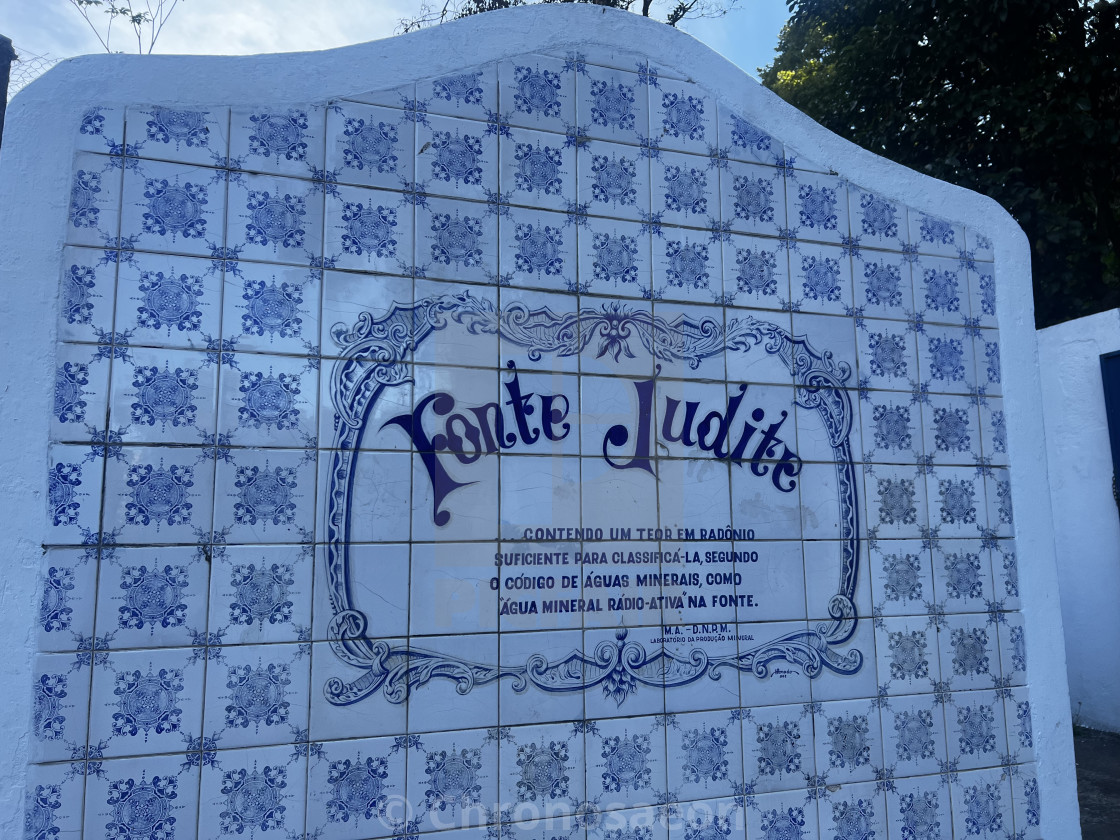 Fonte Judite
... CONTENDO UM TEOR EM RADÔNIO
SUFICIENTE PARA CLASSIFICÁ-LA, SEGUNDO
O CÓDIGO DE ÁGUAS MINERAIS, COMO
"ÁGUA MINERAL RÁDIO-ATIVA" NA FONTE.
M.A. - D.N.P.M.
LABORATÓRIO DA PRODUÇÃO MINERAL
© Chronosaeon